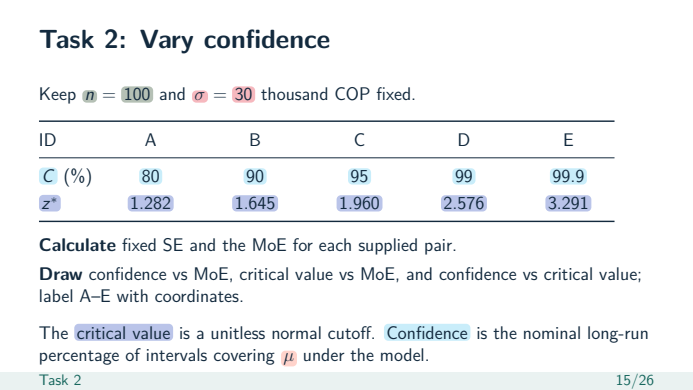 Task 2: Vary confidence
Keep n = 100 and σ = 30 thousand COP fixed.
ID A B C D E
C (%) 80 90 95 99 99.9
z* 1.282 1.645 1.960 2.576 3.291
Calculate fixed SE and the MoE for each supplied pair.
Draw confidence vs MoE, critical value vs MoE, and confidence vs critical value;
label A–E with coordinates.
The critical value is a unitless normal cutoff. Confidence is the nominal long-run
percentage of intervals covering μ under the model.
Task 2 15/26